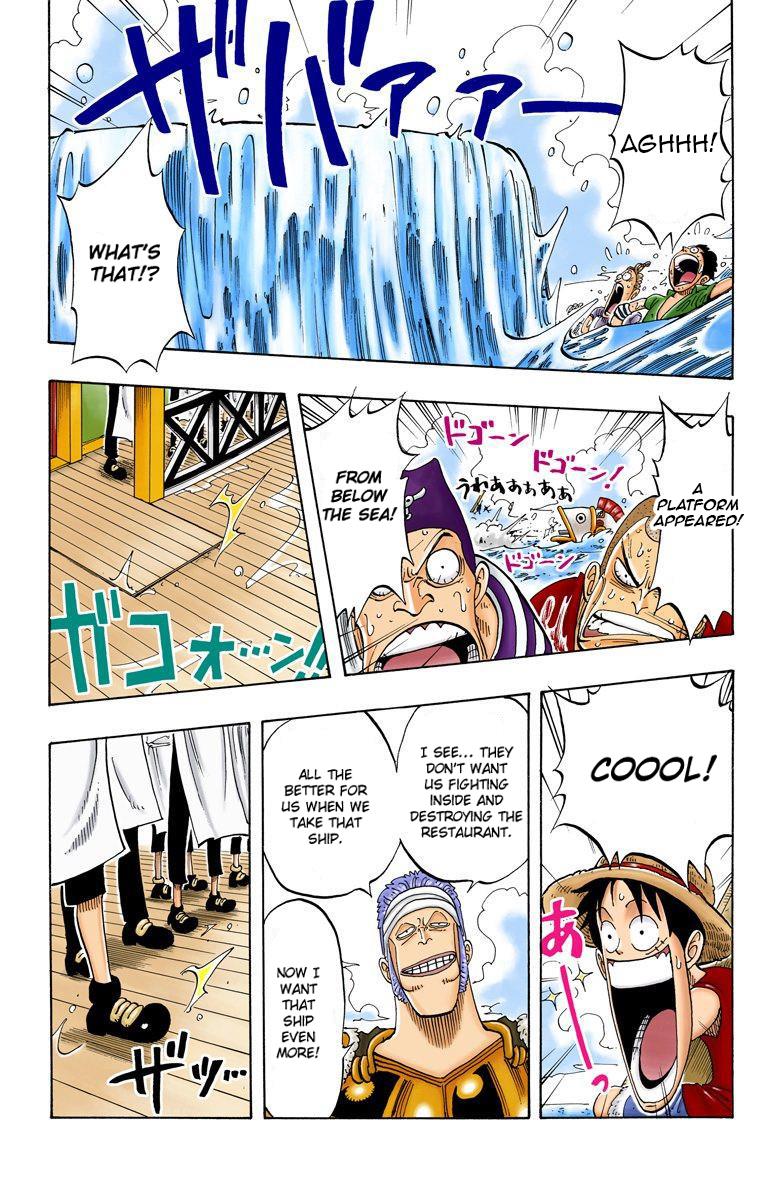 ザバァアー
AGHHH!
WHAT'S
THAT!?
A
PLATFORM
APPEARED!
ドゴーン
ドゴーン!
うわあああああ
ドゴーン
FROM
BELOW
THE SEA!
ガコォーッン!!
COOOL!
あーーっ
I SEE... THEY
DON'T WANT
US FIGHTING
INSIDE AND
DESTROYING THE
RESTAURANT.
ALL THE
BETTER FOR
US WHEN WE
TAKE THAT
SHIP.
NOW I
WANT
THAT
SHIP
EVEN
MORE!
ザッ…